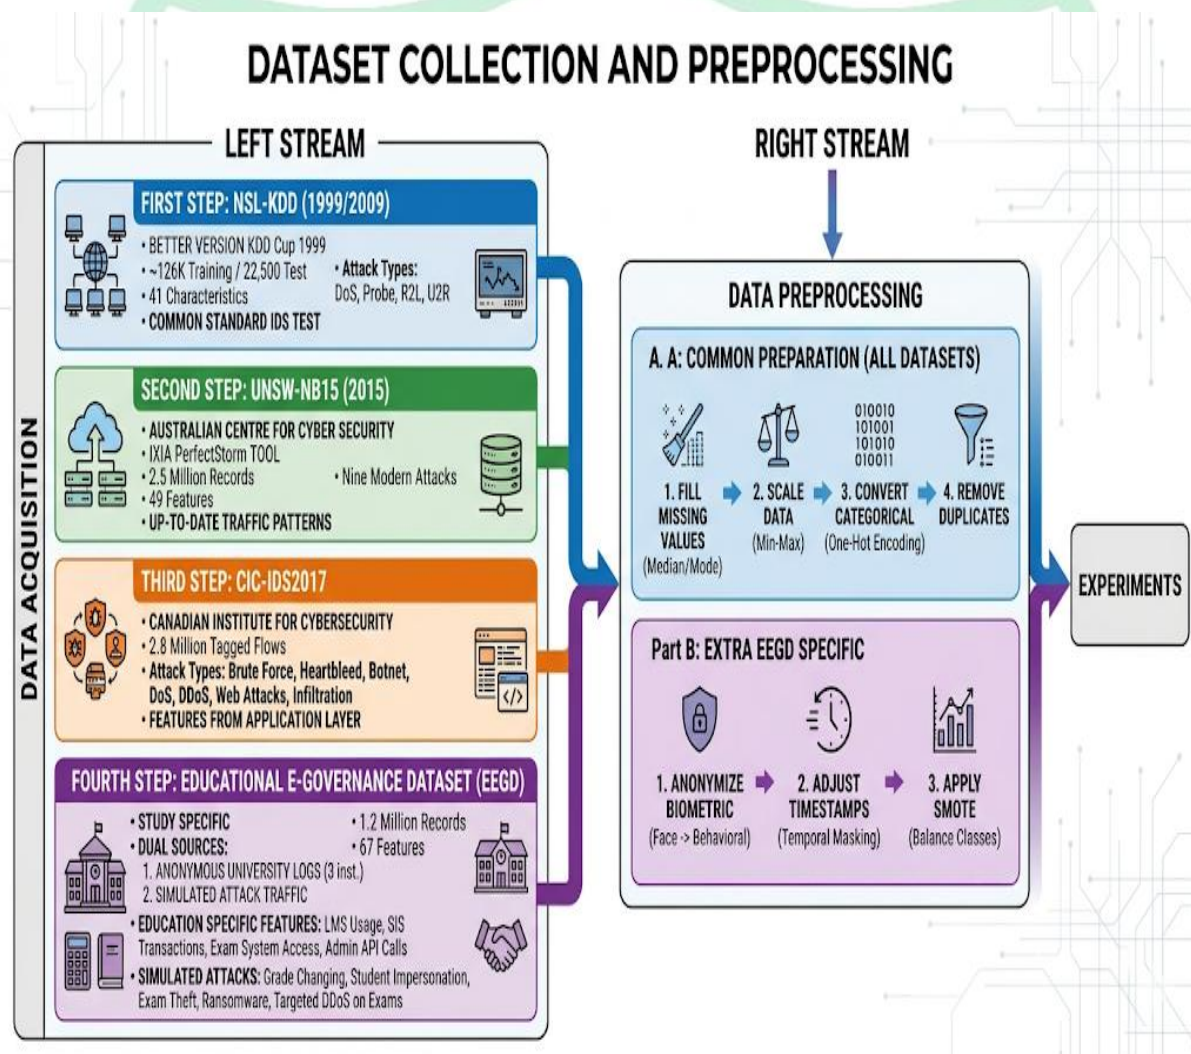 DATASET COLLECTION AND PREPROCESSING
LEFT STREAM
DATA ACQUISITION
FIRST STEP: NSL-KDD (1999/2009)
• BETTER VERSION KDD Cup 1999
• ~126K Training / 22,500 Test
• 41 Characteristics
• COMMON STANDARD IDS TEST
• Attack Types:
DoS, Probe, R2L, U2R
SECOND STEP: UNSW-NB15 (2015)
• AUSTRALIAN CENTRE FOR CYBER SECURITY
• IXIA PerfectStorm TOOL
• 2.5 Million Records
• 49 Features
• UP-TO-DATE TRAFFIC PATTERNS
• Nine Modern Attacks
THIRD STEP: CIC-IDS2017
• CANADIAN INSTITUTE FOR CYBERSECURITY
• 2.8 Million Tagged Flows
• Attack Types: Brute Force, Heartbleed, Botnet,
DoS, DDoS, Web Attacks, Infiltration
• FEATURES FROM APPLICATION LAYER
</>
FOURTH STEP: EDUCATIONAL E-GOVERNANCE DATASET (EEGD)
• STUDY SPECIFIC
• DUAL SOURCES:
1. ANONYMOUS UNIVERSITY LOGS (3 inst.)
2. SIMULATED ATTACK TRAFFIC
• 1.2 Million Records
• 67 Features
• EDUCATION SPECIFIC FEATURES: LMS Usage, SIS
Transactions, Exam System Access, Admin API Calls
• SIMULATED ATTACKS: Grade Changing, Student Impersonation,
Exam Theft, Ransomware, Targeted DDoS on Exams
RIGHT STREAM
DATA PREPROCESSING
A. A: COMMON PREPARATION (ALL DATASETS)
1. FILL
MISSING
VALUES
(Median/Mode)
2. SCALE
DATA
(Min-Max)
010010
101001
101010
010011
3. CONVERT
CATEGORICAL
(One-Hot Encoding)
4. REMOVE
DUPLICATES
Part B: EXTRA EEGD SPECIFIC
1. ANONYMIZE
BIOMETRIC
(Face -> Behavioral)
2. ADJUST
TIMESTAMPS
(Temporal Masking)
3. APPLY
SMOTE
(Balance Classes)
EXPERIMENTS